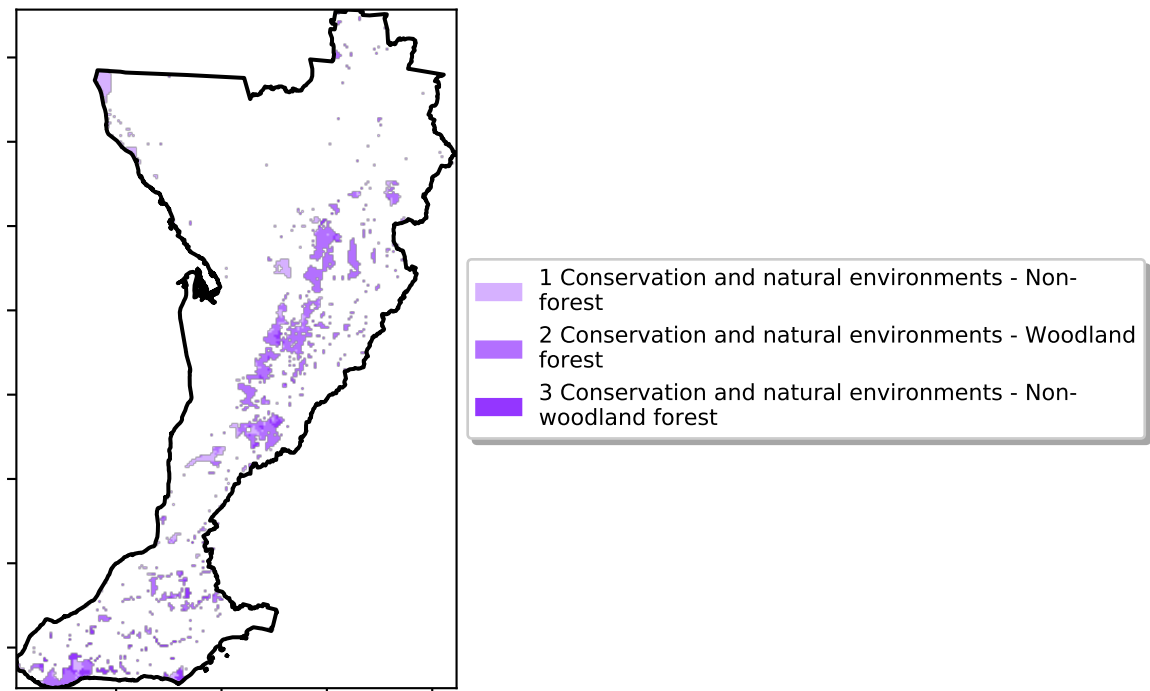 1 Conservation and natural environments - Non-
forest
2 Conservation and natural environments - Woodland
forest
3 Conservation and natural environments - Non-
woodland forest